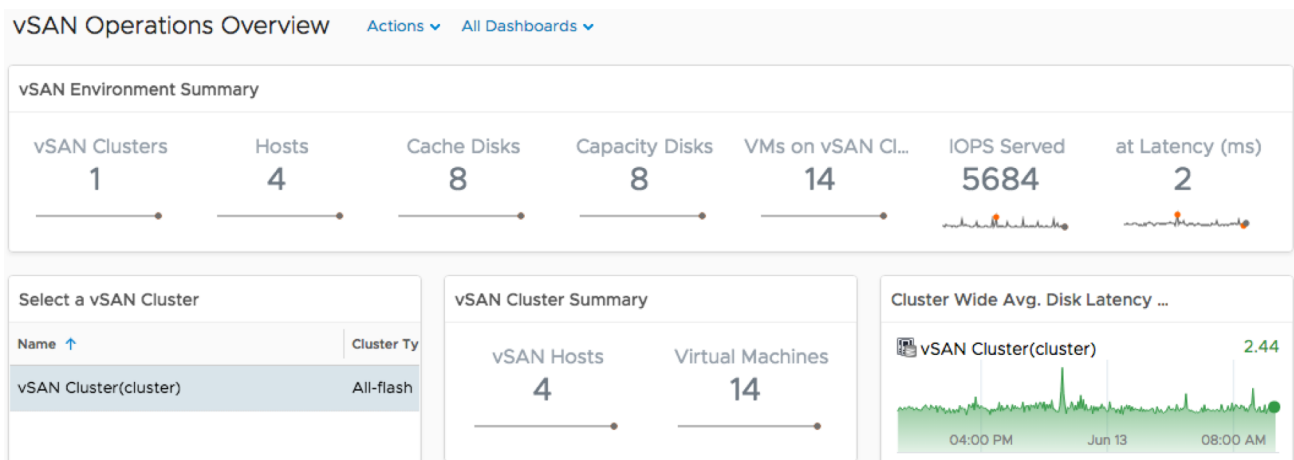 vSAN Operations Overview Actions All Dashboards
vSAN Environment Summary
vSAN Clusters Hosts Cache Disks Capacity Disks VMs on vSAN Cl... IOPS Served at Latency (ms)
1 4 8 8 14 5684 2
Select a vSAN Cluster
Name ↑ Cluster Ty
vSAN Cluster(cluster) All-flash
vSAN Cluster Summary
vSAN Hosts Virtual Machines
4 14
Cluster Wide Avg. Disk Latency ...
vSAN Cluster(cluster) 2.44
04:00 PM Jun 13 08:00 AM